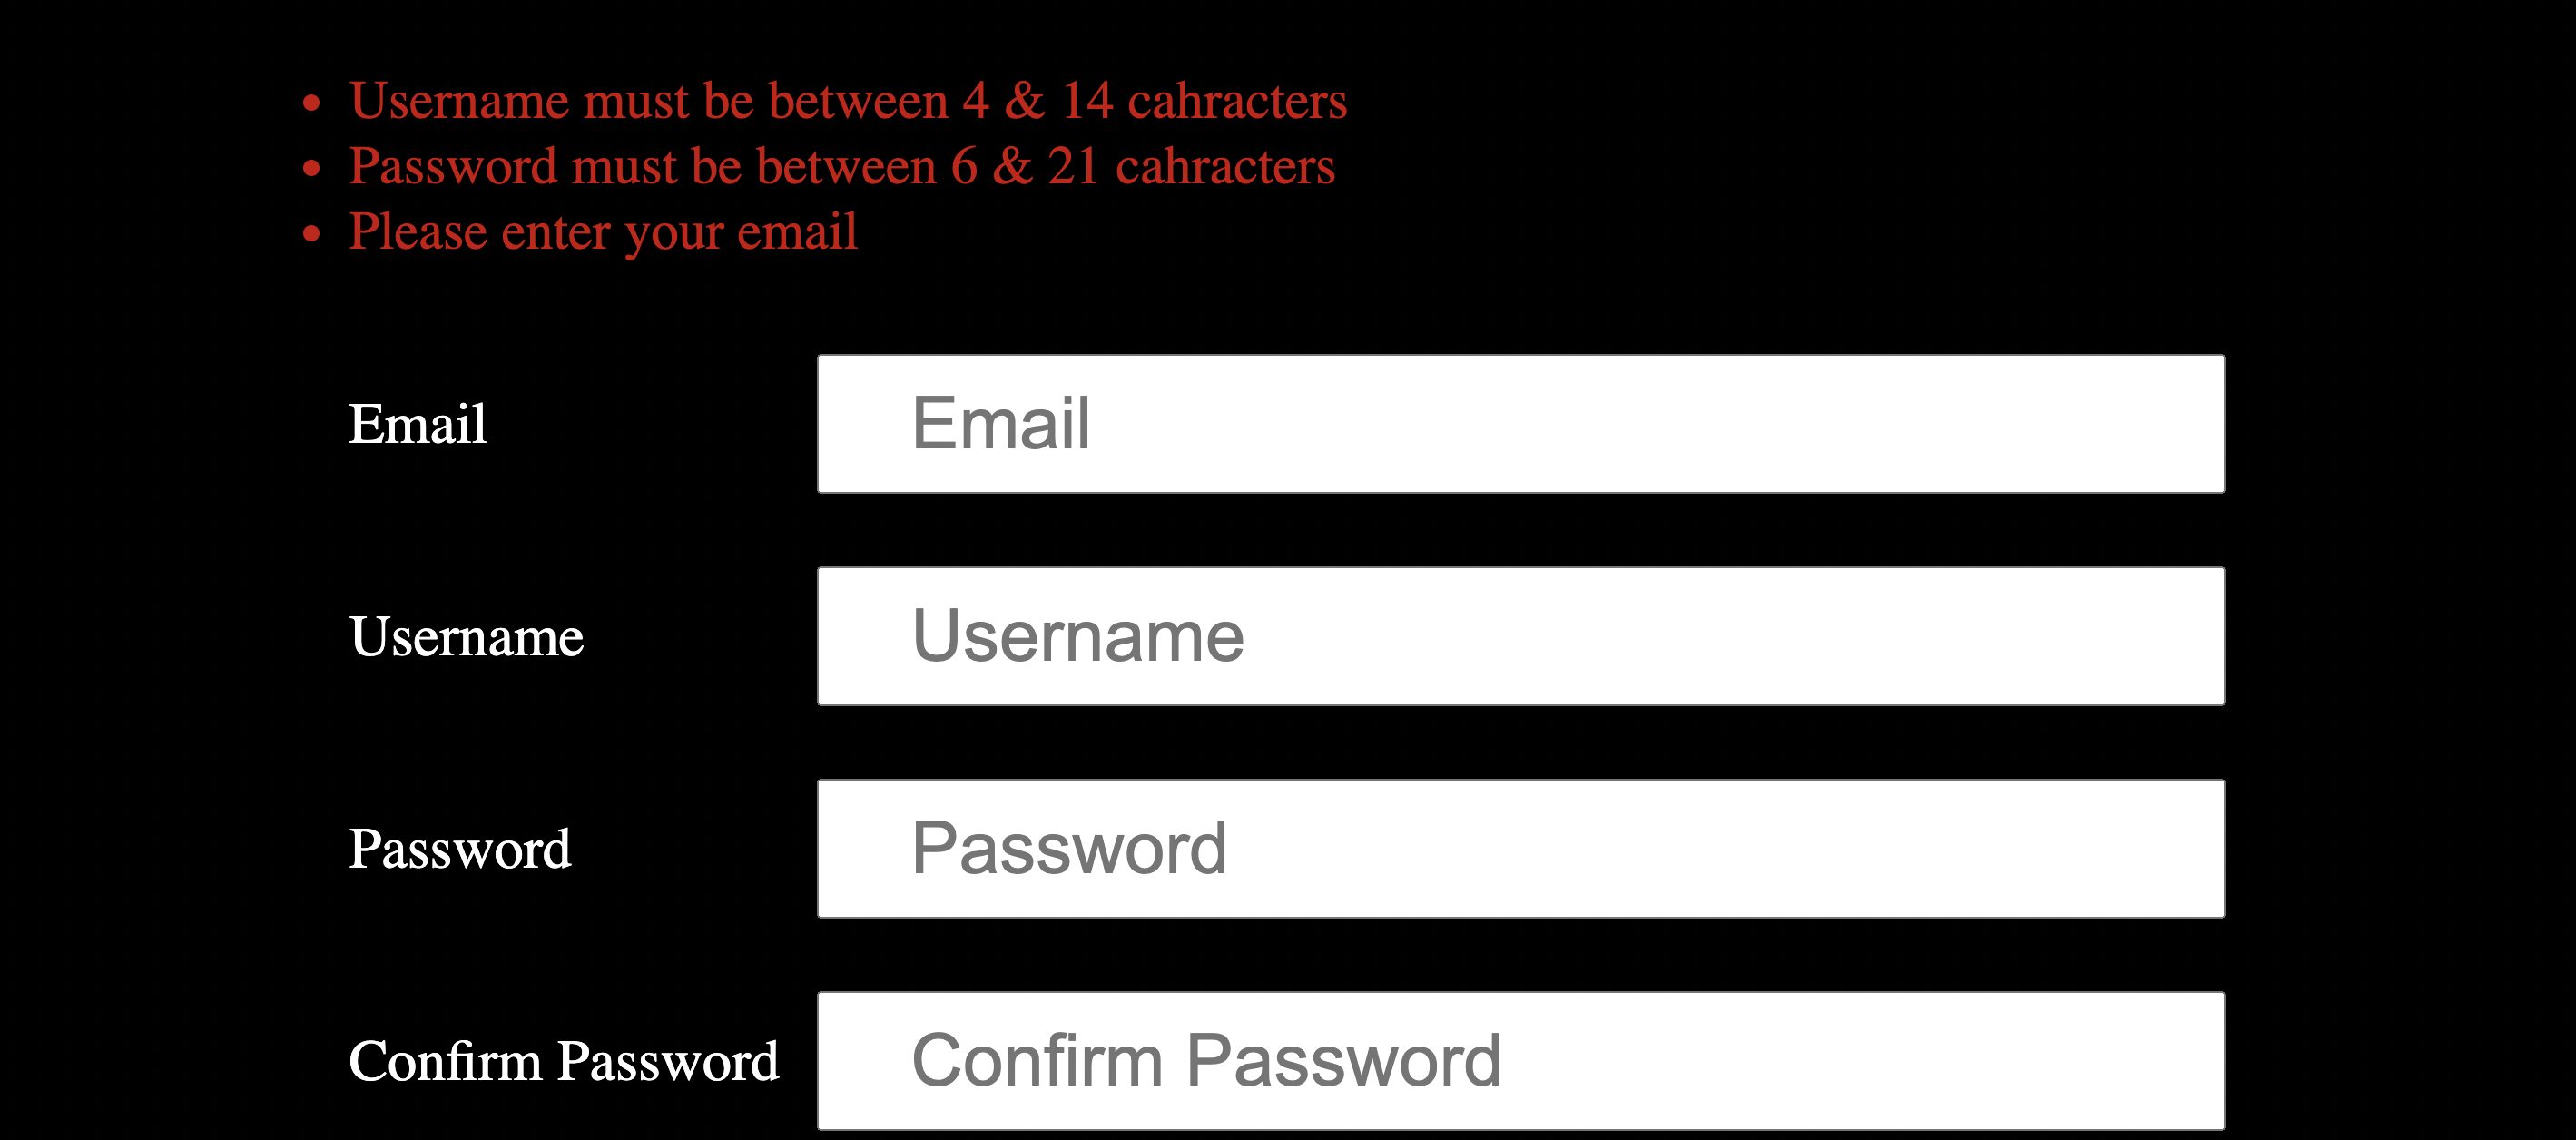 Username must be between 4 & 14 cahracters
Password must be between 6 & 21 cahracters
Please enter your email
Email Email
Username Username
Password Password
Confirm Password Confirm Password